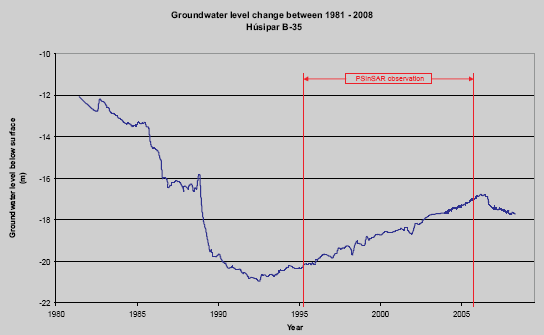 Groundwater level change between 1981 - 2008
Húsipar B-35
-10
PSInSAR observation
-12
-14
-16
-18
-20
-22
Groundwater level below surface
(m)
1980
1985
1990
1995
2000
2005
Year